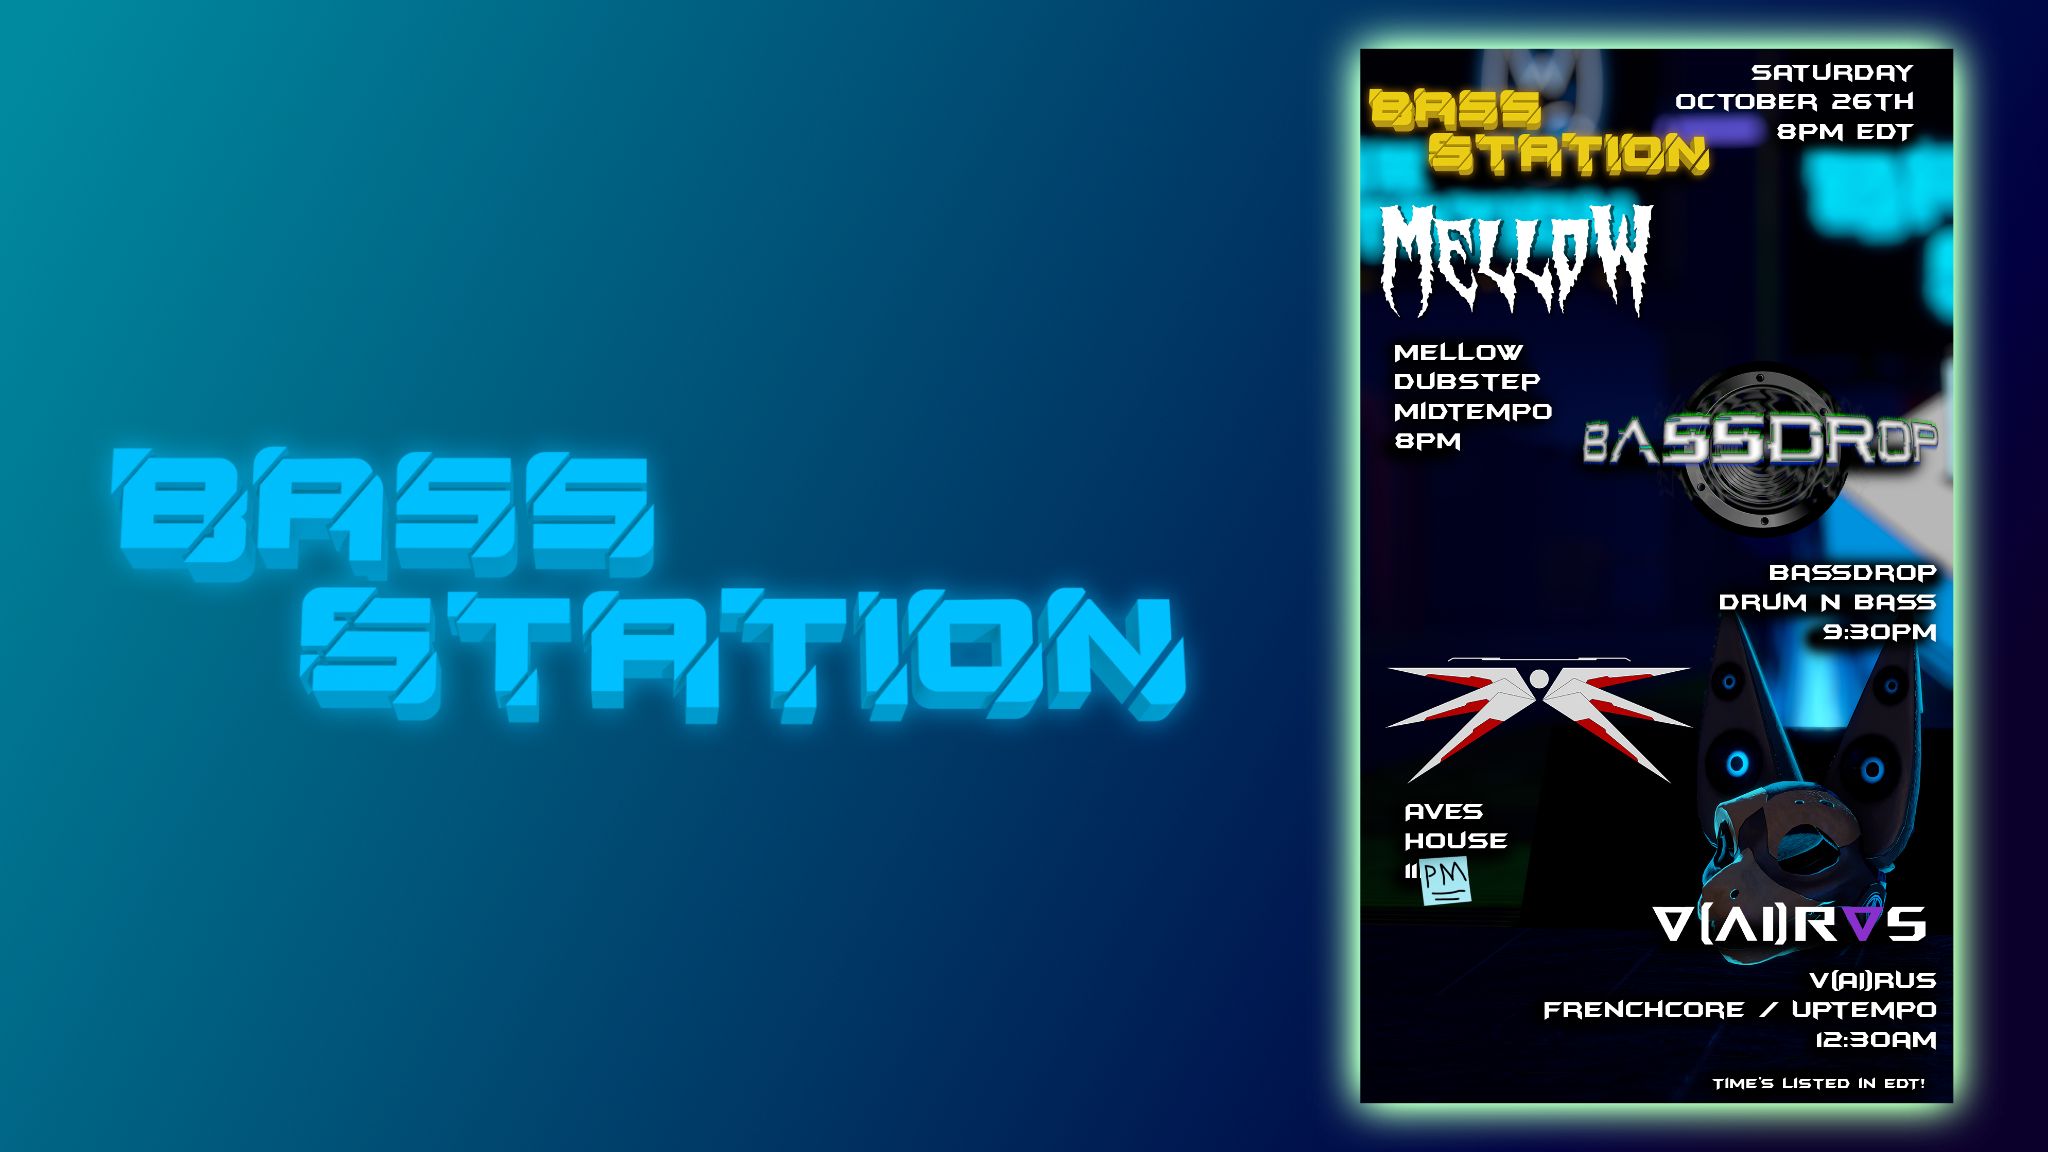 BASS
STATION
SATURDAY
OCTOBER 26TH
8PM EDT
BASS
STATION
MELLOW
MELLOW
DUBSTEP
MIDTEMPO
8PM
BASSDROP
BASSDROP
DRUM N BASS
9:30PM
AVES
HOUSE
11PM
V(AI)RUS
V(AI)RUS
FRENCHCORE / UPTEMPO
12:30AM
TIME'S LISTED IN EDT!